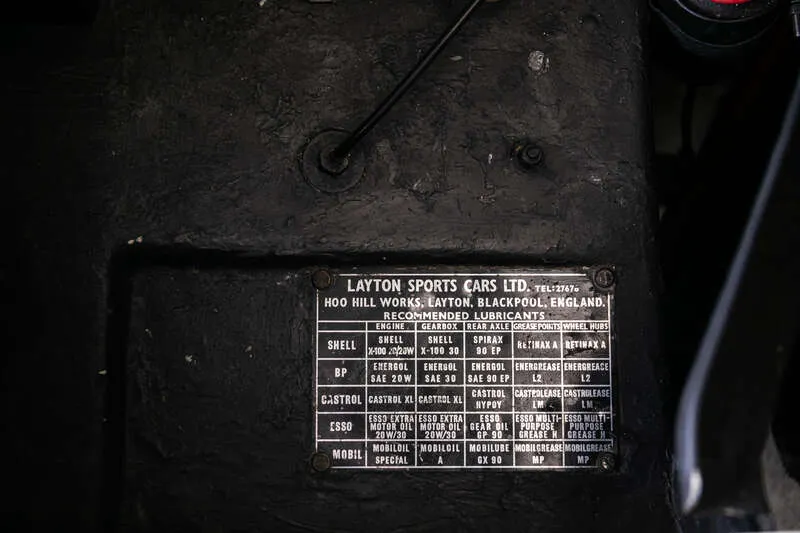 LAYTON SPORTS CARS LTD. TEL:27670
HOO HILL WORKS, LAYTON, BLACKPOOL, ENGLAND.
RECOMMENDED LUBRICANTS
ENGINE GEARBOX REAR AXLE GREASE POINTS WHEEL HUBS
SHELL SHELL X-100 20/20W SHELL X-100 30 SPIRAX 90 EP RETINAX A RETINAX A
BP ENERGOL SAE 20W ENERGOL SAE 30 ENERGOL SAE 90 EP ENERGREASE L2 ENERGREASE L2
CASTROL CASTROL XL CASTROL XL CASTROL HYPOY CASTROLEASE LM CASTROLEASE LM
ESSO ESSO EXTRA MOTOR OIL 20W/30 ESSO EXTRA MOTOR OIL 20W/30 ESSO GEAR OIL GP 90 ESSO MULTI-PURPOSE GREASE H ESSO MULTI-PURPOSE GREASE H
MOBIL MOBILOIL SPECIAL MOBILOIL A MOBILUBE GX 90 MOBILGREASE MP MOBILGREASE MP